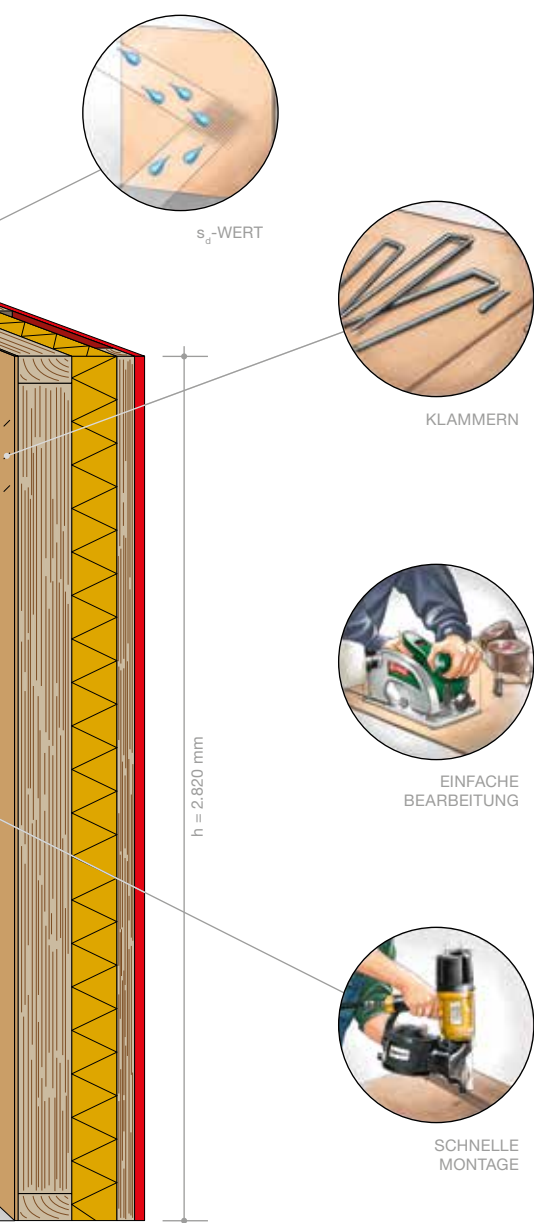 s_d-WERT
KLAMMERN
h = 2.820 mm
EINFACHE
BEARBEITUNG
SCHNELLE
MONTAGE